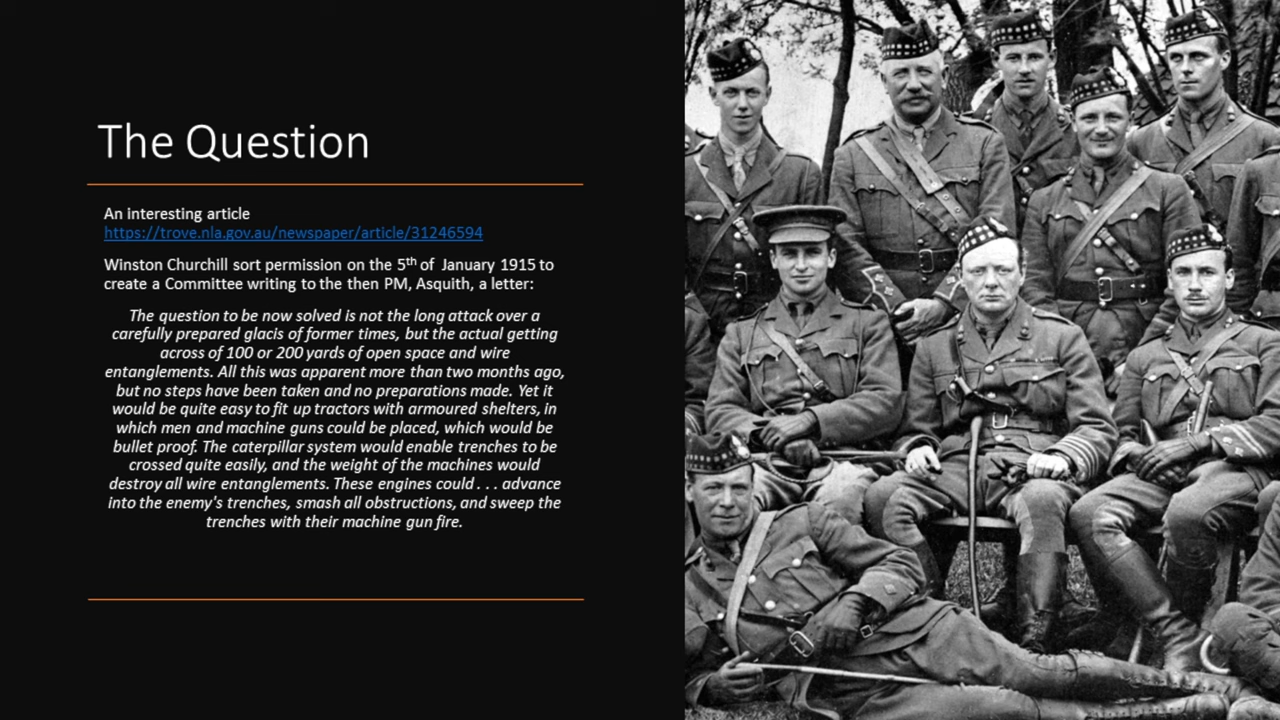 The Question
An interesting article
https://trove.nla.gov.au/newspaper/article/31246594
Winston Churchill sort permission on the 5th of January 1915 to
create a Committee writing to the then PM, Asquith, a letter:
The question to be now solved is not the long attack over a
carefully prepared glacis of former times, but the actual getting
across of 100 or 200 yards of open space and wire
entanglements. All this was apparent more than two months ago,
but no steps have been taken and no preparations made. Yet it
would be quite easy to fit up tractors with armoured shelters, in
which men and machine guns could be placed, which would be
bullet proof. The caterpillar system would enable trenches to be
crossed quite easily, and the weight of the machines would
destroy all wire entanglements. These engines could . . . advance
into the enemy's trenches, smash all obstructions, and sweep the
trenches with their machine gun fire.